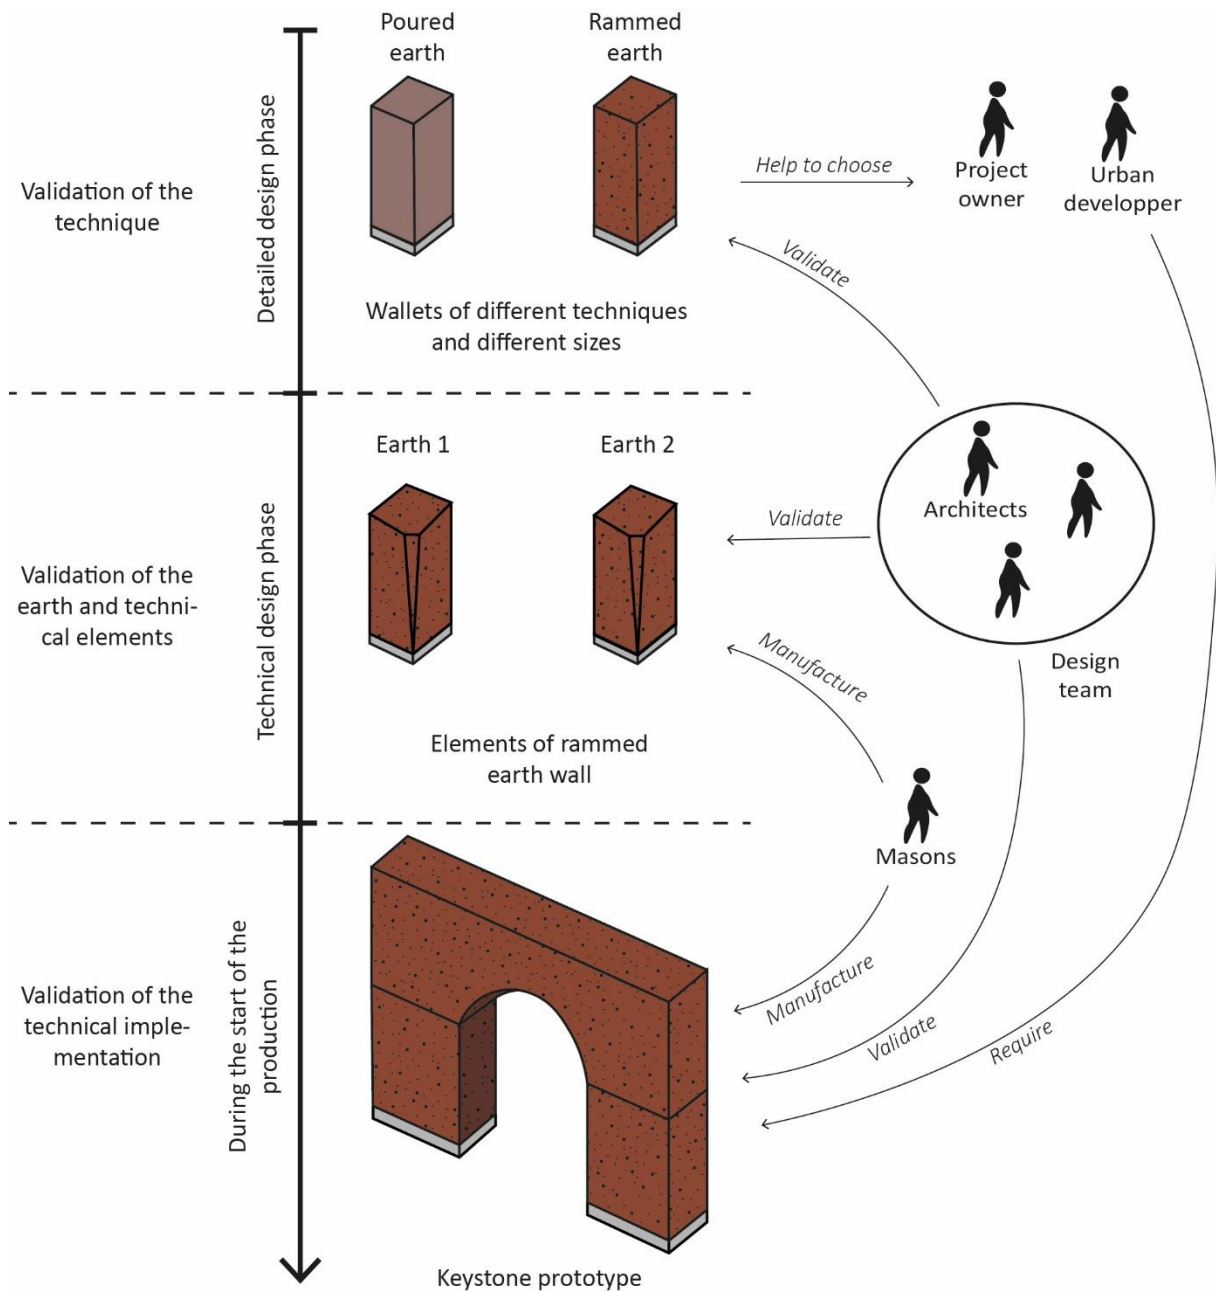 Poured
earth
Rammed
earth
Detailed design phase
Validation of the
technique
Help to choose
Project
owner
Urban
developper
Validate
Wallets of different techniques
and different sizes
Earth 1
Earth 2
Technical design phase
Validation of the
earth and techni-
cal elements
Validate
Architects
Design
team
Manufacture
Elements of rammed
earth wall
Masons
During the start of the
production
Validation of the
technical imple-
mentation
Manufacture
Validate
Require
Keystone prototype